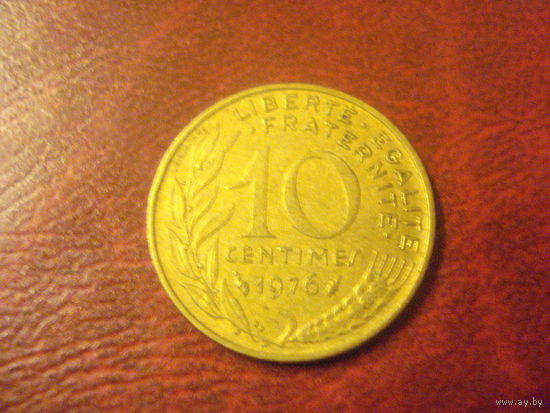 LIBERTE. EGALITE
.FRATERNITE.
10
CENTIMES
1976
www.ay.by